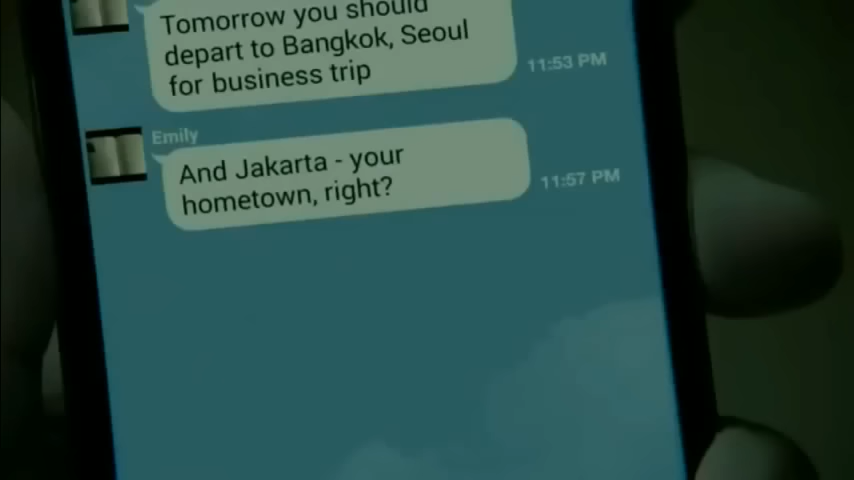 Tomorrow you should
depart to Bangkok, Seoul
for business trip
11:53 PM
Emily
And Jakarta - your
hometown, right?
11:57 PM